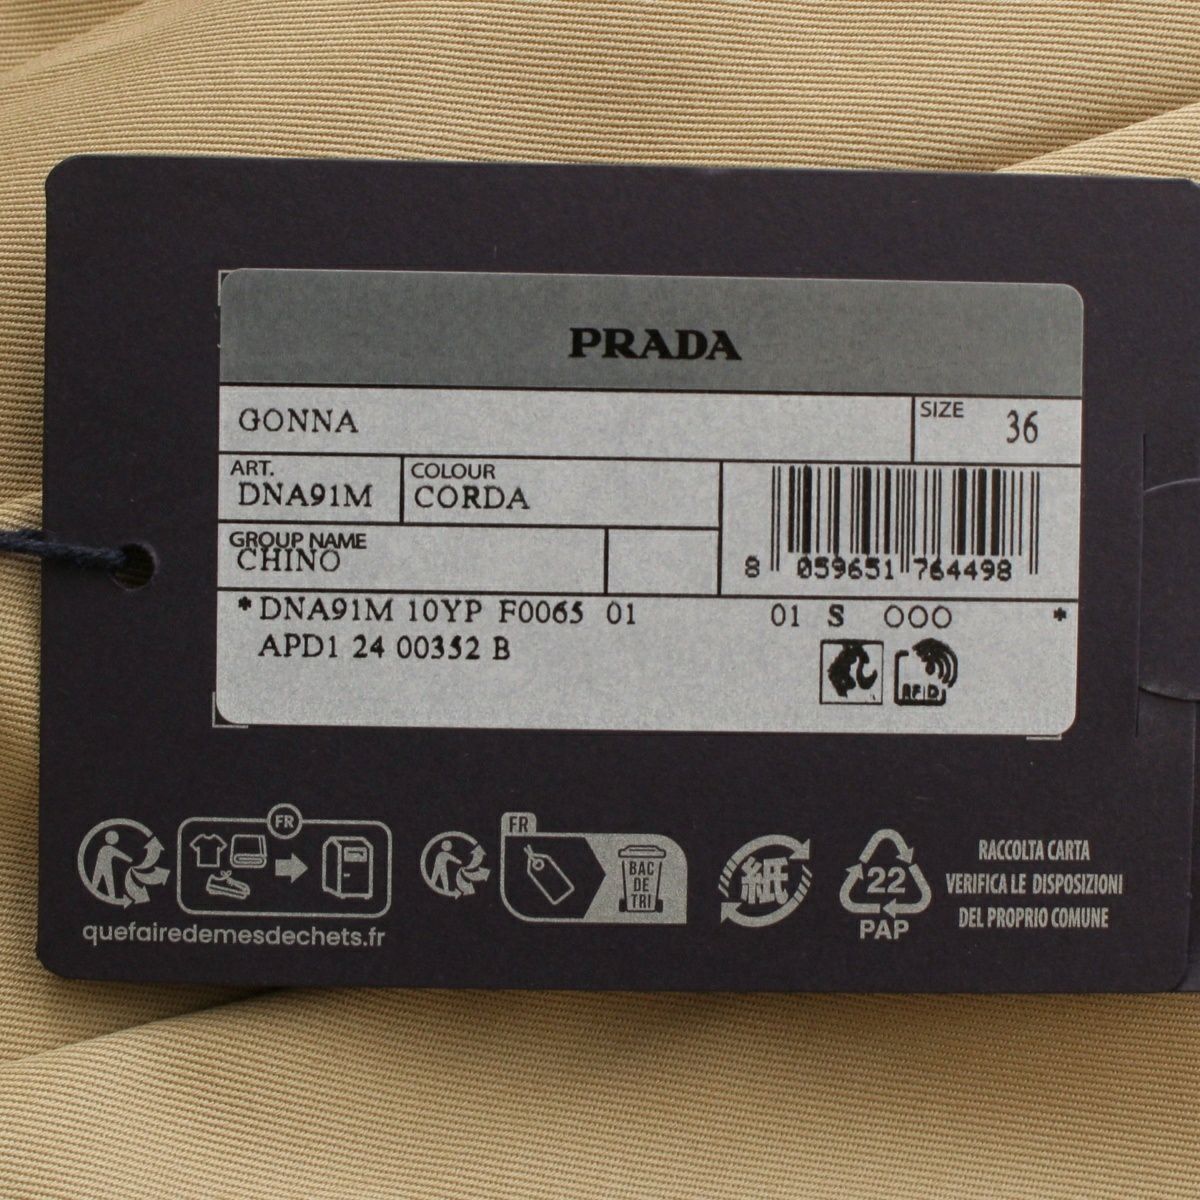 PRADA
GONNA
SIZE 36
ART.
DNA91M
COLOUR
CORDA
GROUP NAME
CHINO
8 059651 764498
* DNA91M 10YP F0065 01 01 S OOO *
APD1 24 00352 B
RFID
FR
quefairedemesdechets.fr
FR
BAC
DE
TRI
紙
22
PAP
RACCOLTA CARTA
VERIFICA LE DISPOSIZIONI
DEL PROPRIO COMUNE